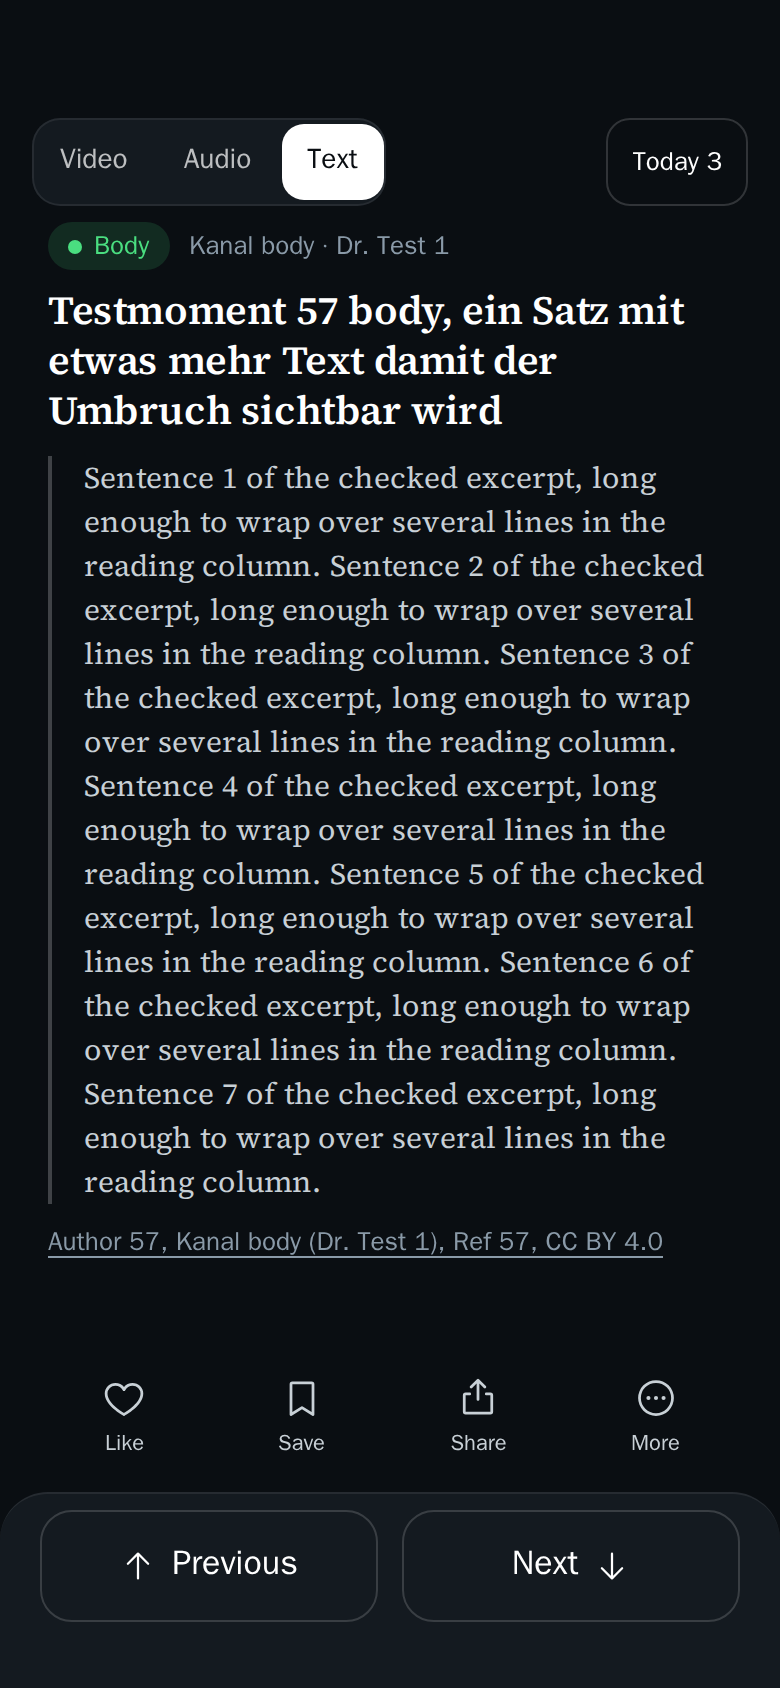 Video Audio Text Today 3
Body Kanal body · Dr. Test 1
Testmoment 57 body, ein Satz mit
etwas mehr Text damit der
Umbruch sichtbar wird
Sentence 1 of the checked excerpt, long
enough to wrap over several lines in the
reading column. Sentence 2 of the checked
excerpt, long enough to wrap over several
lines in the reading column. Sentence 3 of
the checked excerpt, long enough to wrap
over several lines in the reading column.
Sentence 4 of the checked excerpt, long
enough to wrap over several lines in the
reading column. Sentence 5 of the checked
excerpt, long enough to wrap over several
lines in the reading column. Sentence 6 of
the checked excerpt, long enough to wrap
over several lines in the reading column.
Sentence 7 of the checked excerpt, long
enough to wrap over several lines in the
reading column.
Author 57, Kanal body (Dr. Test 1), Ref 57, CC BY 4.0
Like Save Share More
Previous Next